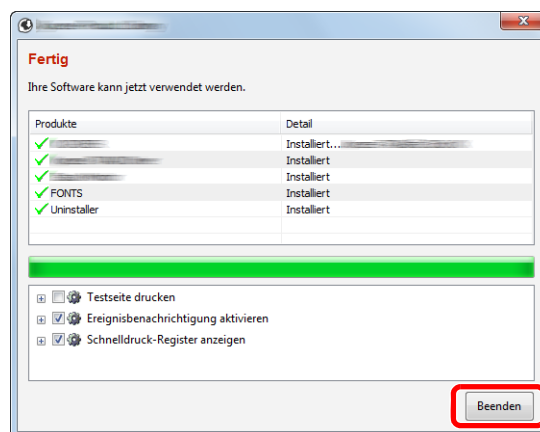 Fertig
Ihre Software kann jetzt verwendet werden.
Produkte Detail
Installiert...
Installiert
Installiert
FONTS Installiert
Uninstaller Installiert
Testseite drucken
Ereignisbenachrichtigung aktivieren
Schnelldruck-Register anzeigen
Beenden